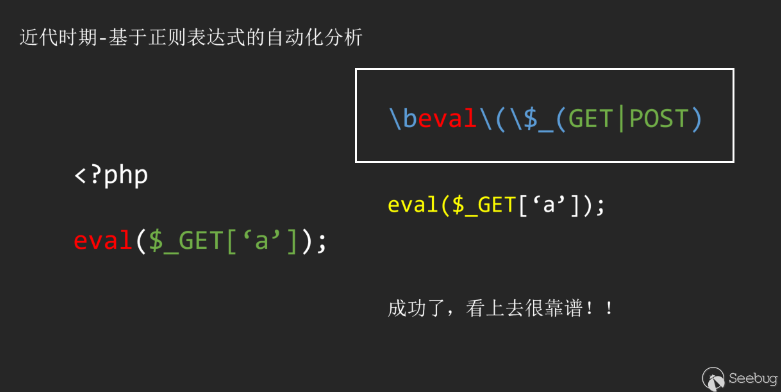 近代时期-基于正则表达式的自动化分析
\beval\(\$_(GET|POST)
<?php
eval($_GET[‘a’]);
eval($_GET[‘a’]);
成功了，看上去很靠谱！！
Seebug